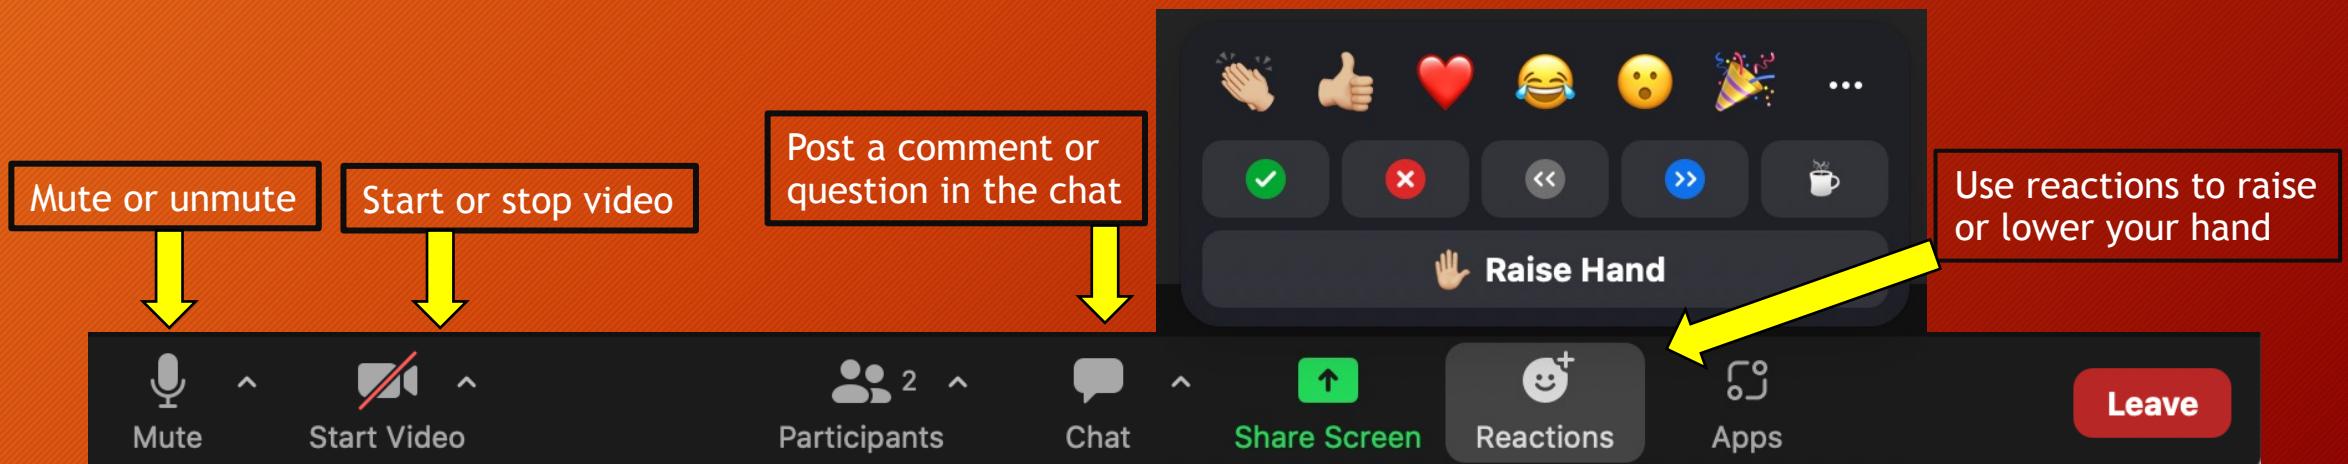 Mute or unmute
Start or stop video
Post a comment or
question in the chat
Use reactions to raise
or lower your hand
Raise Hand
Mute
Start Video
2
Participants
Chat
Share Screen
Reactions
Apps
Leave